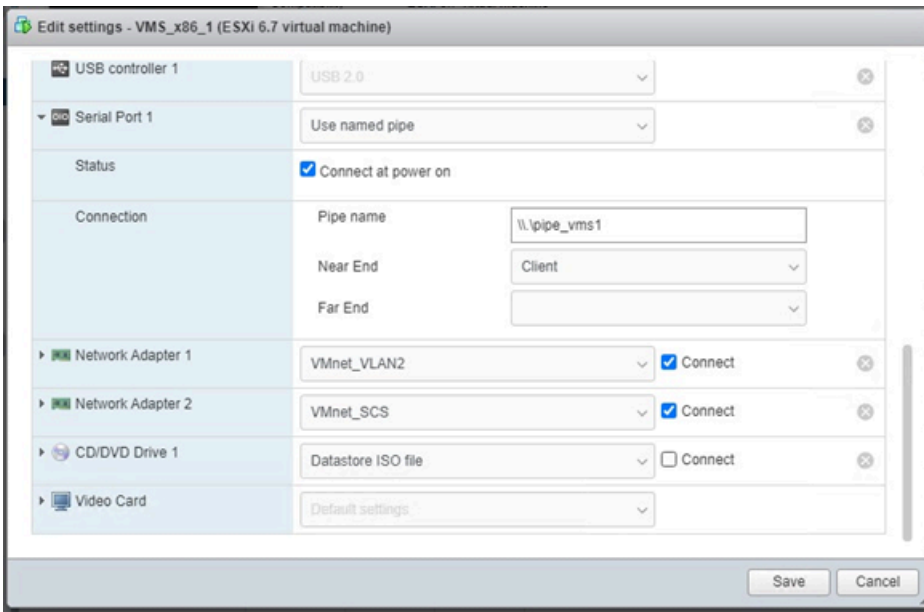 Edit settings - VMS_x86_1 (ESXi 6.7 virtual machine)
USB controller 1
USB 2.0
Serial Port 1
Use named pipe
Status
Connect at power on
Connection
Pipe name
\\.\pipe_vms1
Near End
Client
Far End
Network Adapter 1
VMnet_VLAN2
Connect
Network Adapter 2
VMnet_SCS
Connect
CD/DVD Drive 1
Datastore ISO file
Connect
Video Card
Default settings
Save
Cancel